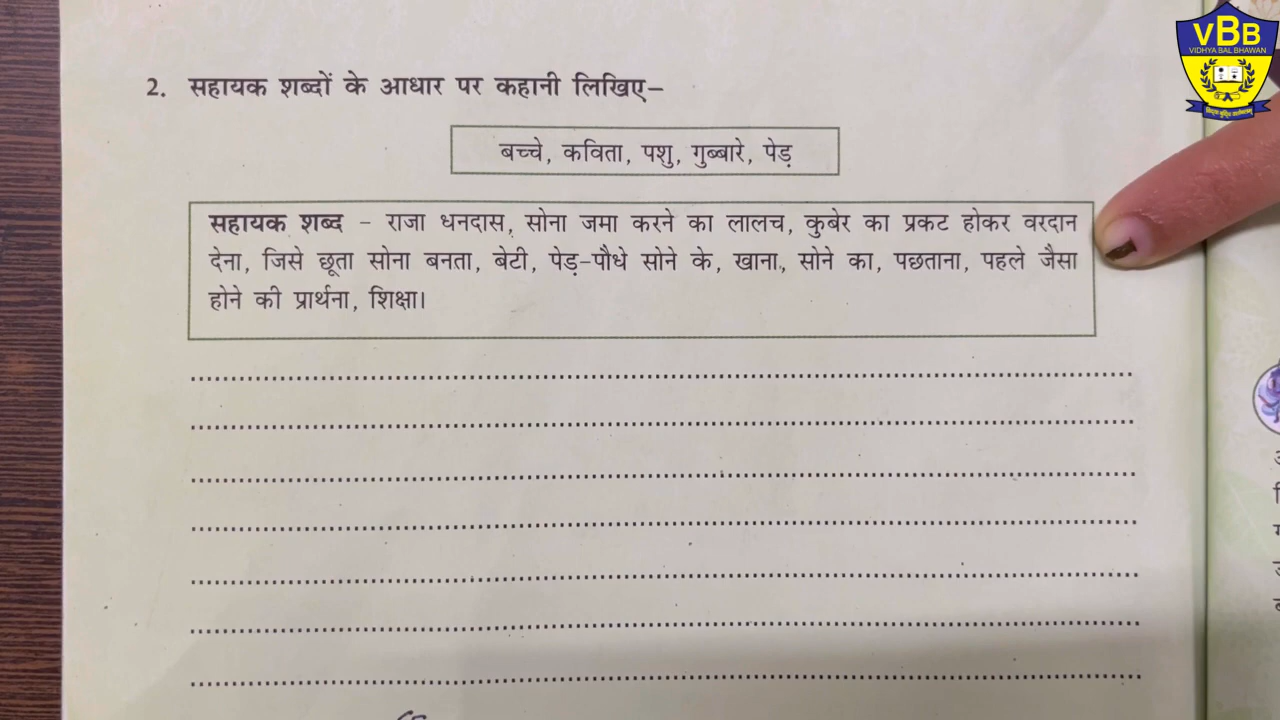 VBB
VIDHYA BAL BHAWAN
2. सहायक शब्दों के आधार पर कहानी लिखिए–
बच्चे, कविता, पशु, गुब्बारे, पेड़
सहायक शब्द – राजा धनदास, सोना जमा करने का लालच, कुबेर का प्रकट होकर वरदान
देना, जिसे छूता सोना बनता, बेटी, पेड़-पौधे सोने के, खाना, सोने का, पछताना, पहले जैसा
होने की प्रार्थना, शिक्षा।